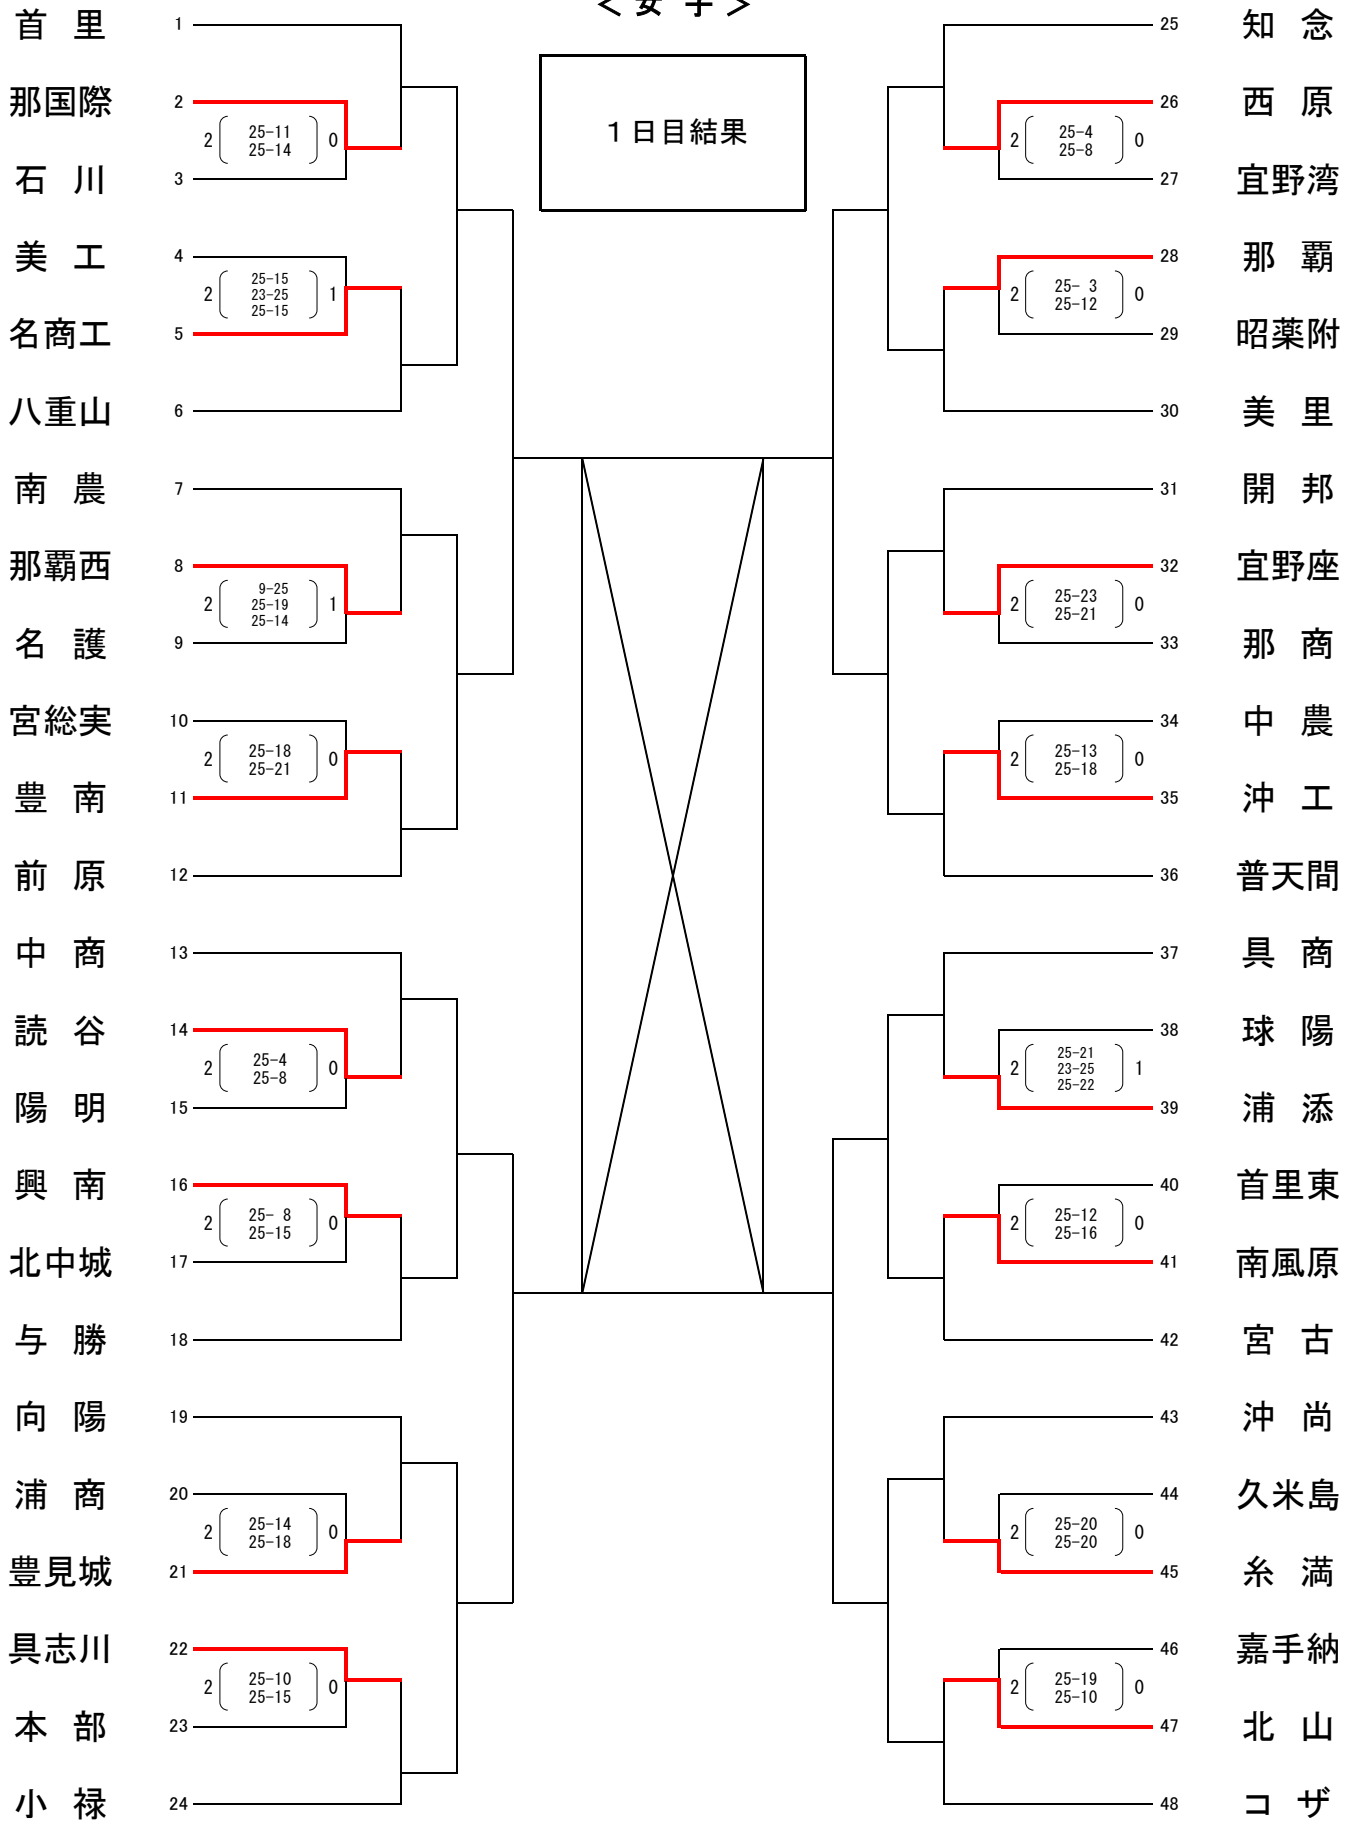 ＜ 女 子 ＞
１日目結果
首 里 1
那国際 2
2 25-11 0
25-14
石 川 3
美 工 4
2 25-15 1
23-25
25-15
名商工 5
八重山 6
南 農 7
那覇西 8
2 9-25 1
25-19
25-14
名 護 9
宮総実 10
2 25-18 0
25-21
豊 南 11
前 原 12
中 商 13
読 谷 14
2 25-4 0
25-8
陽 明 15
興 南 16
2 25- 8 0
25-15
北中城 17
与 勝 18
向 陽 19
浦 商 20
2 25-14 0
25-18
豊見城 21
具志川 22
2 25-10 0
25-15
本 部 23
小 禄 24
25 知 念
26 西 原
2 25-4 0
25-8
27 宜野湾
28 那 覇
2 25- 3 0
25-12
29 昭薬附
30 美 里
31 開 邦
32 宜野座
2 25-23 0
25-21
33 那 商
34 中 農
2 25-13 0
25-18
35 沖 工
36 普天間
37 具 商
38 球 陽
2 25-21 1
23-25
25-22
39 浦 添
40 首里東
2 25-12 0
25-16
41 南風原
42 宮 古
43 沖 尚
44 久米島
2 25-20 0
25-20
45 糸 満
46 嘉手納
2 25-19 0
25-10
47 北 山
48 コ ザ